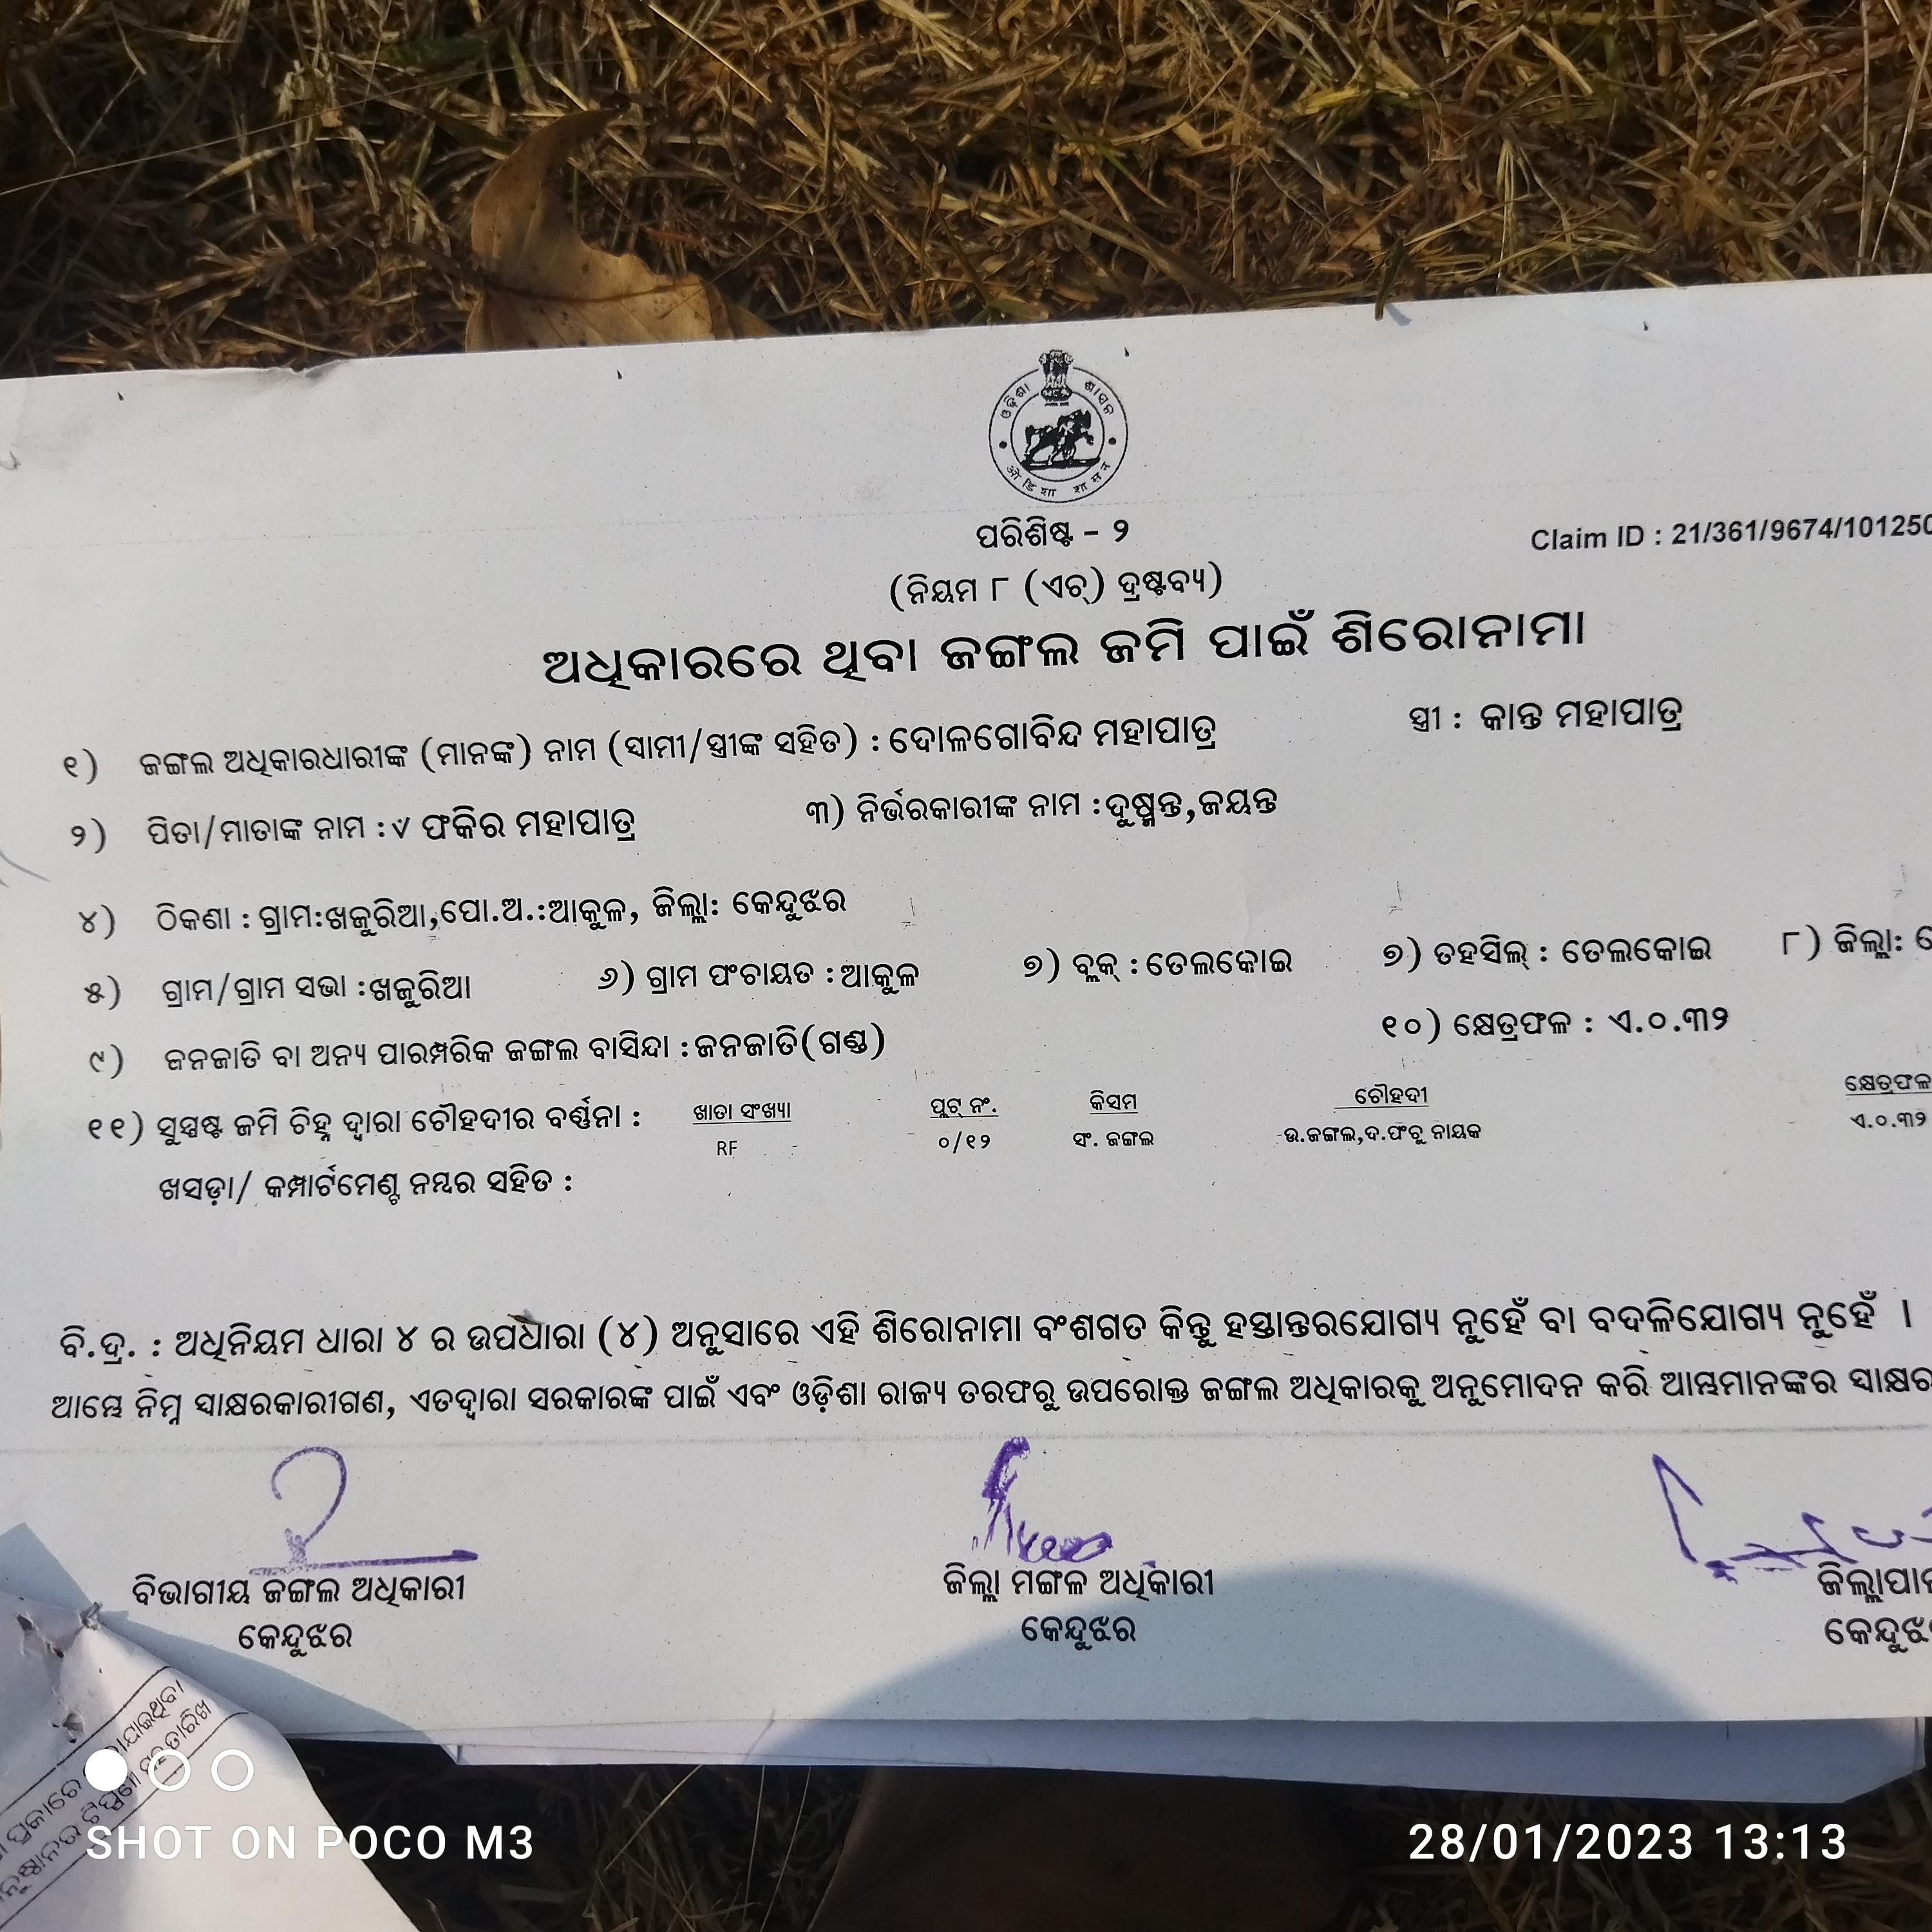 ଓଡ଼ିଶା ଶାସନ
ओडिशा शासन
ପରିଶିଷ୍ଟ - ୨
Claim ID : 21/361/9674/101250
(ନିୟମ ୮ (ଏଚ୍) ଦ୍ରଷ୍ଟବ୍ୟ)
ଅଧିକାରରେ ଥିବା ଜଙ୍ଗଲ ଜମି ପାଇଁ ଶିରୋନାମା
୧) ଜଙ୍ଗଲ ଅଧିକାରଧାରୀଙ୍କ (ମାନଙ୍କ) ନାମ (ସ୍ୱାମୀ/ସ୍ତ୍ରୀଙ୍କ ସହିତ) : ଦୋଳଗୋବିନ୍ଦ ମହାପାତ୍ର ସ୍ତ୍ରୀ : କାନ୍ତ ମହାପାତ୍ର
୨) ପିତା/ମାତାଙ୍କ ନାମ : ୰ ଫକିର ମହାପାତ୍ର ୩) ନିର୍ଭରକାରୀଙ୍କ ନାମ :ଦୁଷ୍ମନ୍ତ,ଜୟନ୍ତ
୪) ଠିକଣା : ଗ୍ରାମ:ଖଜୁରିଆ,ପୋ.ଅ.:ଆକୁଳ, ଜିଲ୍ଲା: କେନ୍ଦୁଝର
୫) ଗ୍ରାମ/ଗ୍ରାମ ସଭା :ଖଜୁରିଆ ୬) ଗ୍ରାମ ପଂଚାୟତ :ଆକୁଳ ୭) ବ୍ଲକ୍ :ତେଲକୋଇ ୭) ତହସିଲ୍ : ତେଲକୋଇ ୮) ଜିଲ୍ଲା:
୯) ଜନଜାତି ବା ଅନ୍ୟ ପାରମ୍ପରିକ ଜଙ୍ଗଲ ବାସିନ୍ଦା :ଜନଜାତି(ଗଣ୍ଡ) ୧୦) କ୍ଷେତ୍ରଫଳ : ଏ.୦.୩୨
୧୧) ସୁସ୍ପଷ୍ଟ ଜମି ଚିହ୍ନ ଦ୍ୱାରା ଚୌହଦୀର ବର୍ଣ୍ଣନା : ଖାତା ସଂଖ୍ୟା ପ୍ଲଟ୍ ନଂ. କିସମ ଚୌହଦୀ କ୍ଷେତ୍ରଫଳ
RF ୦/୧୨ ସଂ. ଜଙ୍ଗଲ ଉ.ଜଙ୍ଗଲ,ଦ.ଫଂଚୁ ନାୟକ ଏ.୦.୩୨
ଖସଡ଼ା/ କମ୍ପାର୍ଟମେଣ୍ଟ ନମ୍ବର ସହିତ :
ବି.ଦ୍ର. : ଅଧିନିୟମ ଧାରା ୪ ର ଉପଧାରା (୪) ଅନୁସାରେ ଏହି ଶିରୋନାମା ବଂଶଗତ କିନ୍ତୁ ହସ୍ତାନ୍ତରଯୋଗ୍ୟ ନୁହେଁ ବା ବଦଳିଯୋଗ୍ୟ ନୁହେଁ ।
ଆମ୍ଭେ ନିମ୍ନ ସ୍ୱାକ୍ଷରକାରୀଗଣ, ଏତଦ୍ୱାରା ସରକାରଙ୍କ ପାଇଁ ଏବଂ ଓଡ଼ିଶା ରାଜ୍ୟ ତରଫରୁ ଉପରୋକ୍ତ ଜଙ୍ଗଲ ଅଧିକାରକୁ ଅନୁମୋଦନ କରି ଆମ୍ଭମାନଙ୍କର ସ୍ୱାକ୍ଷର
ବିଭାଗୀୟ ଜଙ୍ଗଲ ଅଧିକାରୀ ଜିଲ୍ଲା ମଙ୍ଗଳ ଅଧିକାରୀ ଜିଲ୍ଲାପା
କେନ୍ଦୁଝର କେନ୍ଦୁଝର କେନ୍ଦୁଝ
SHOT ON POCO M3 28/01/2023 13:13